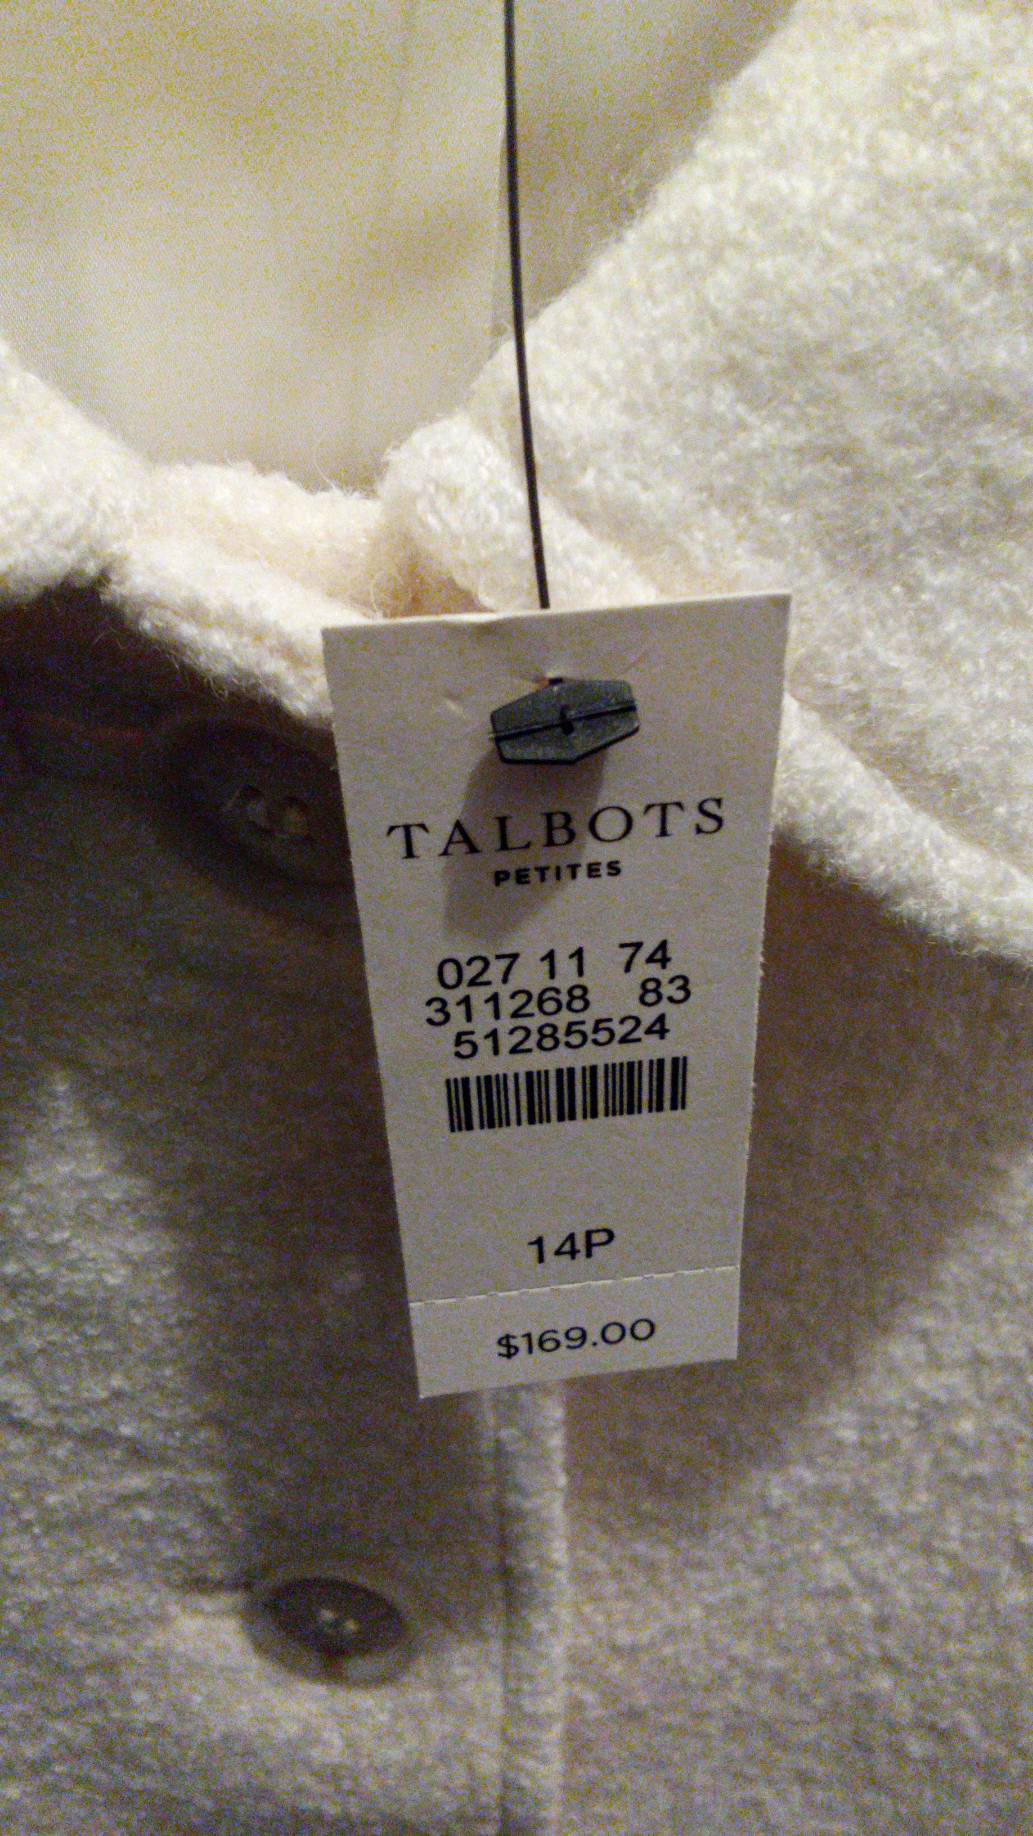 TALBOTS
PETITES
027 11 74
311268 83
51285524
14P
$169.00